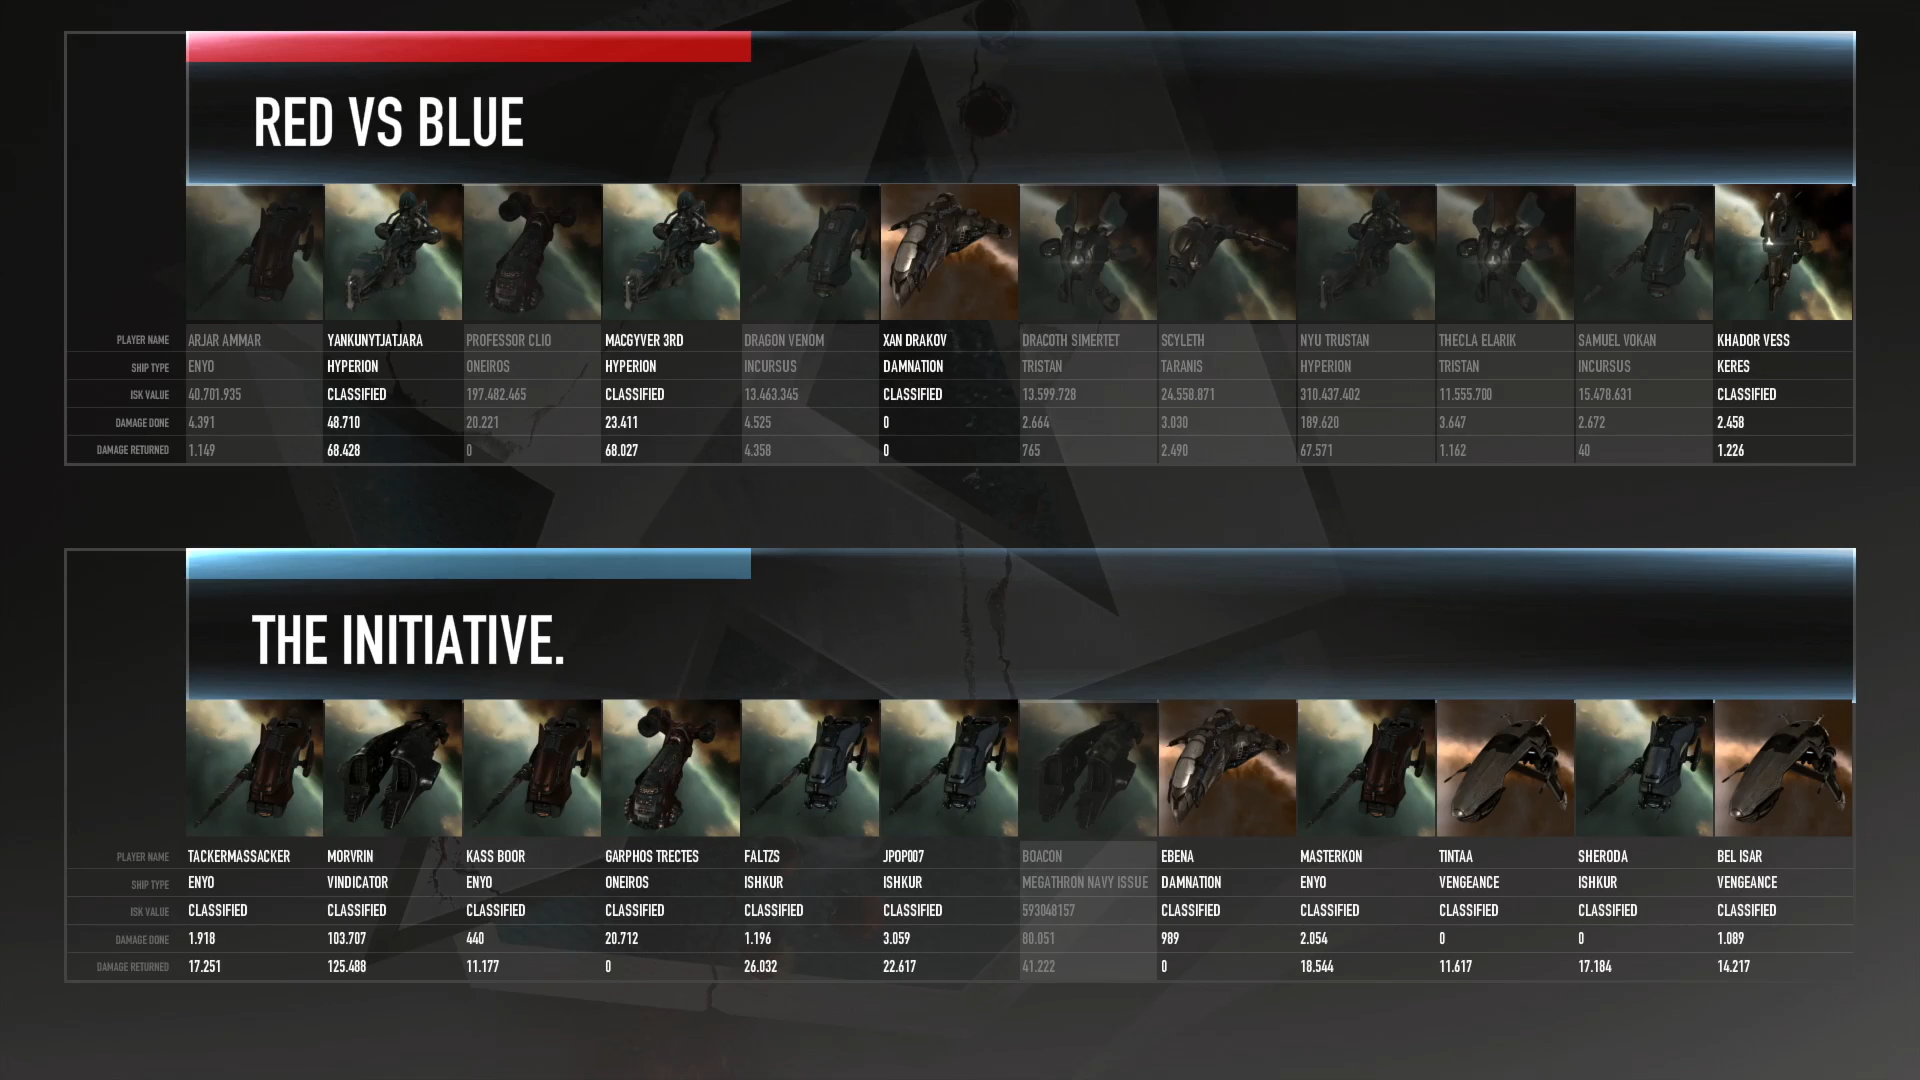 RED VS BLUE
PLAYER NAME ARJAR AMMAR YANKUNYTJATJARA PROFESSOR CLIO MACGYVER 3RD DRAGON VENOM XAN DRAKOV DRACOTH SIMERTET SCYLETH NYU TRUSTAN THECLA ELARIK SAMUEL VOKAN KHADOR VESS
SHIP TYPE ENYO HYPERION ONEIROS HYPERION INCURSUS DAMNATION TRISTAN TARANIS HYPERION TRISTAN INCURSUS KERES
ISK VALUE 40.701.935 CLASSIFIED 197.482.465 CLASSIFIED 13.463.345 CLASSIFIED 13.599.728 24.558.871 310.437.402 11.555.700 15.478.631 CLASSIFIED
DAMAGE DONE 4.391 48.710 20.221 23.411 4.525 0 2.664 3.030 189.620 3.647 2.672 2.458
DAMAGE RETURNED 1.149 68.428 0 68.027 4.358 0 765 2.490 67.571 1.162 40 1.226
THE INITIATIVE.
PLAYER NAME TACKERMASSACKER MORVRIN KASS BOOR GARPHOS TRECTES FALTZS JPOP007 BOACON EBENA MASTERKON TINTAA SHERODA BEL ISAR
SHIP TYPE ENYO VINDICATOR ENYO ONEIROS ISHKUR ISHKUR MEGATHRON NAVY ISSUE DAMNATION ENYO VENGEANCE ISHKUR VENGEANCE
ISK VALUE CLASSIFIED CLASSIFIED CLASSIFIED CLASSIFIED CLASSIFIED CLASSIFIED 593048157 CLASSIFIED CLASSIFIED CLASSIFIED CLASSIFIED CLASSIFIED
DAMAGE DONE 1.918 103.707 440 20.712 1.196 3.059 80.051 989 2.054 0 0 1.089
DAMAGE RETURNED 17.251 125.488 11.177 0 26.032 22.617 41.222 0 18.544 11.617 17.184 14.217